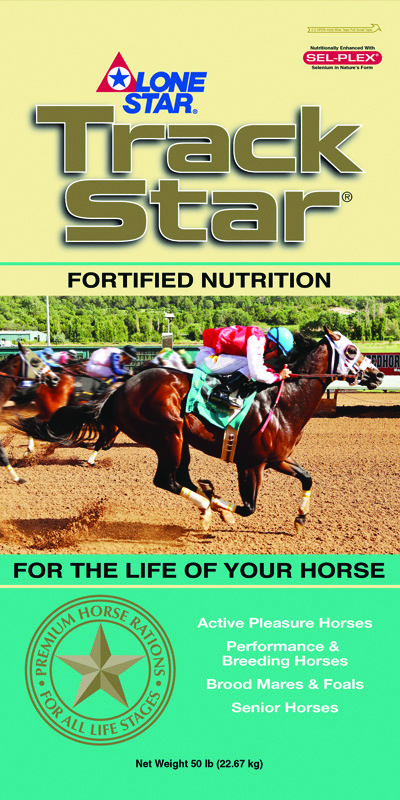 Nutritionally Enhanced With
SEL-PLEX®
Selenium in Nature's Form
LONE
STAR®
Track
Star®
FORTIFIED NUTRITION
FOR THE LIFE OF YOUR HORSE
PREMIUM HORSE RATIONS
• FOR ALL LIFE STAGES •
Active Pleasure Horses
Performance &
Breeding Horses
Brood Mares & Foals
Senior Horses
Net Weight 50 lb (22.67 kg)